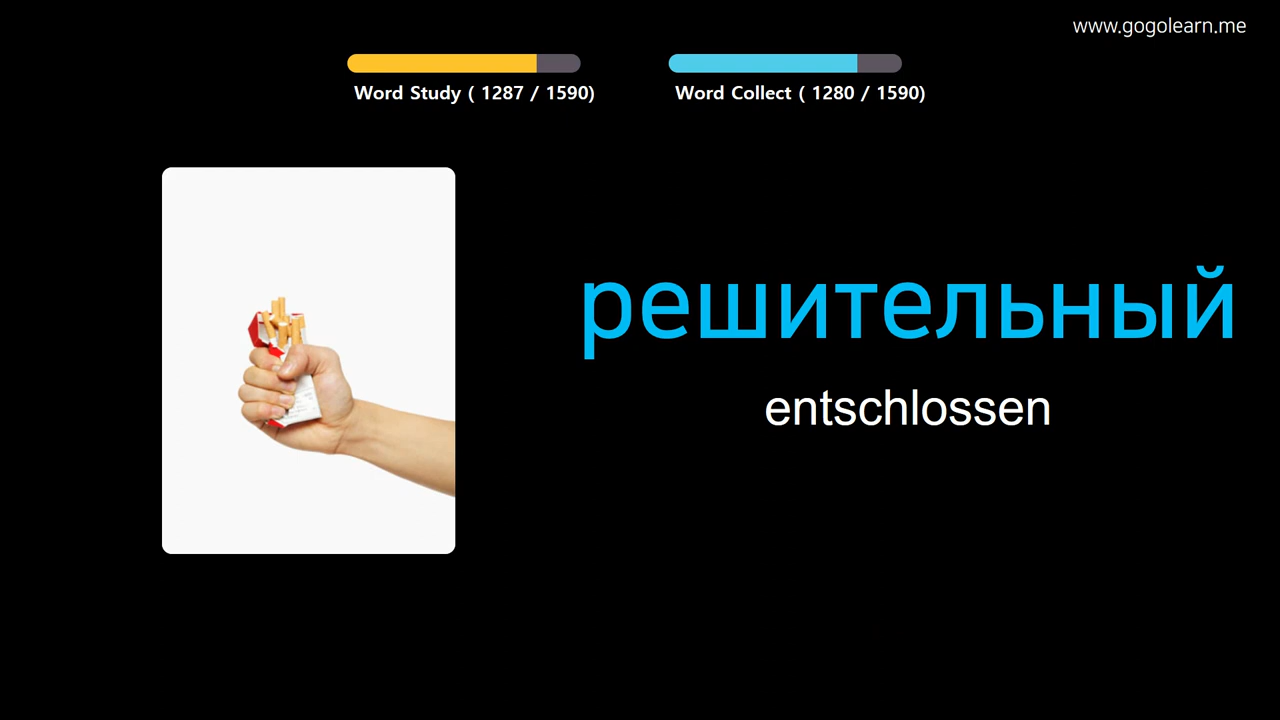 www.gogolearn.me
Word Study ( 1287 / 1590)
Word Collect ( 1280 / 1590)
решительный
entschlossen